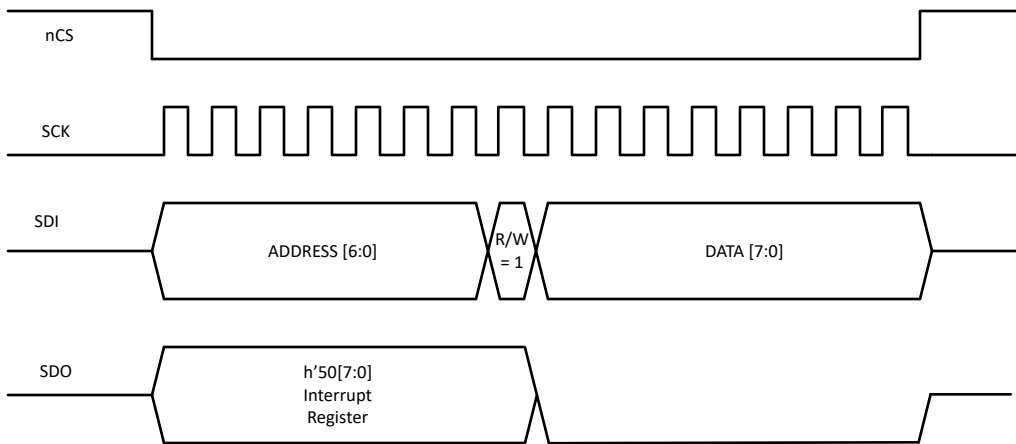 nCS
SCK
SDI
ADDRESS [6:0]
R/W
= 1
DATA [7:0]
SDO
h’50[7:0]
Interrupt
Register